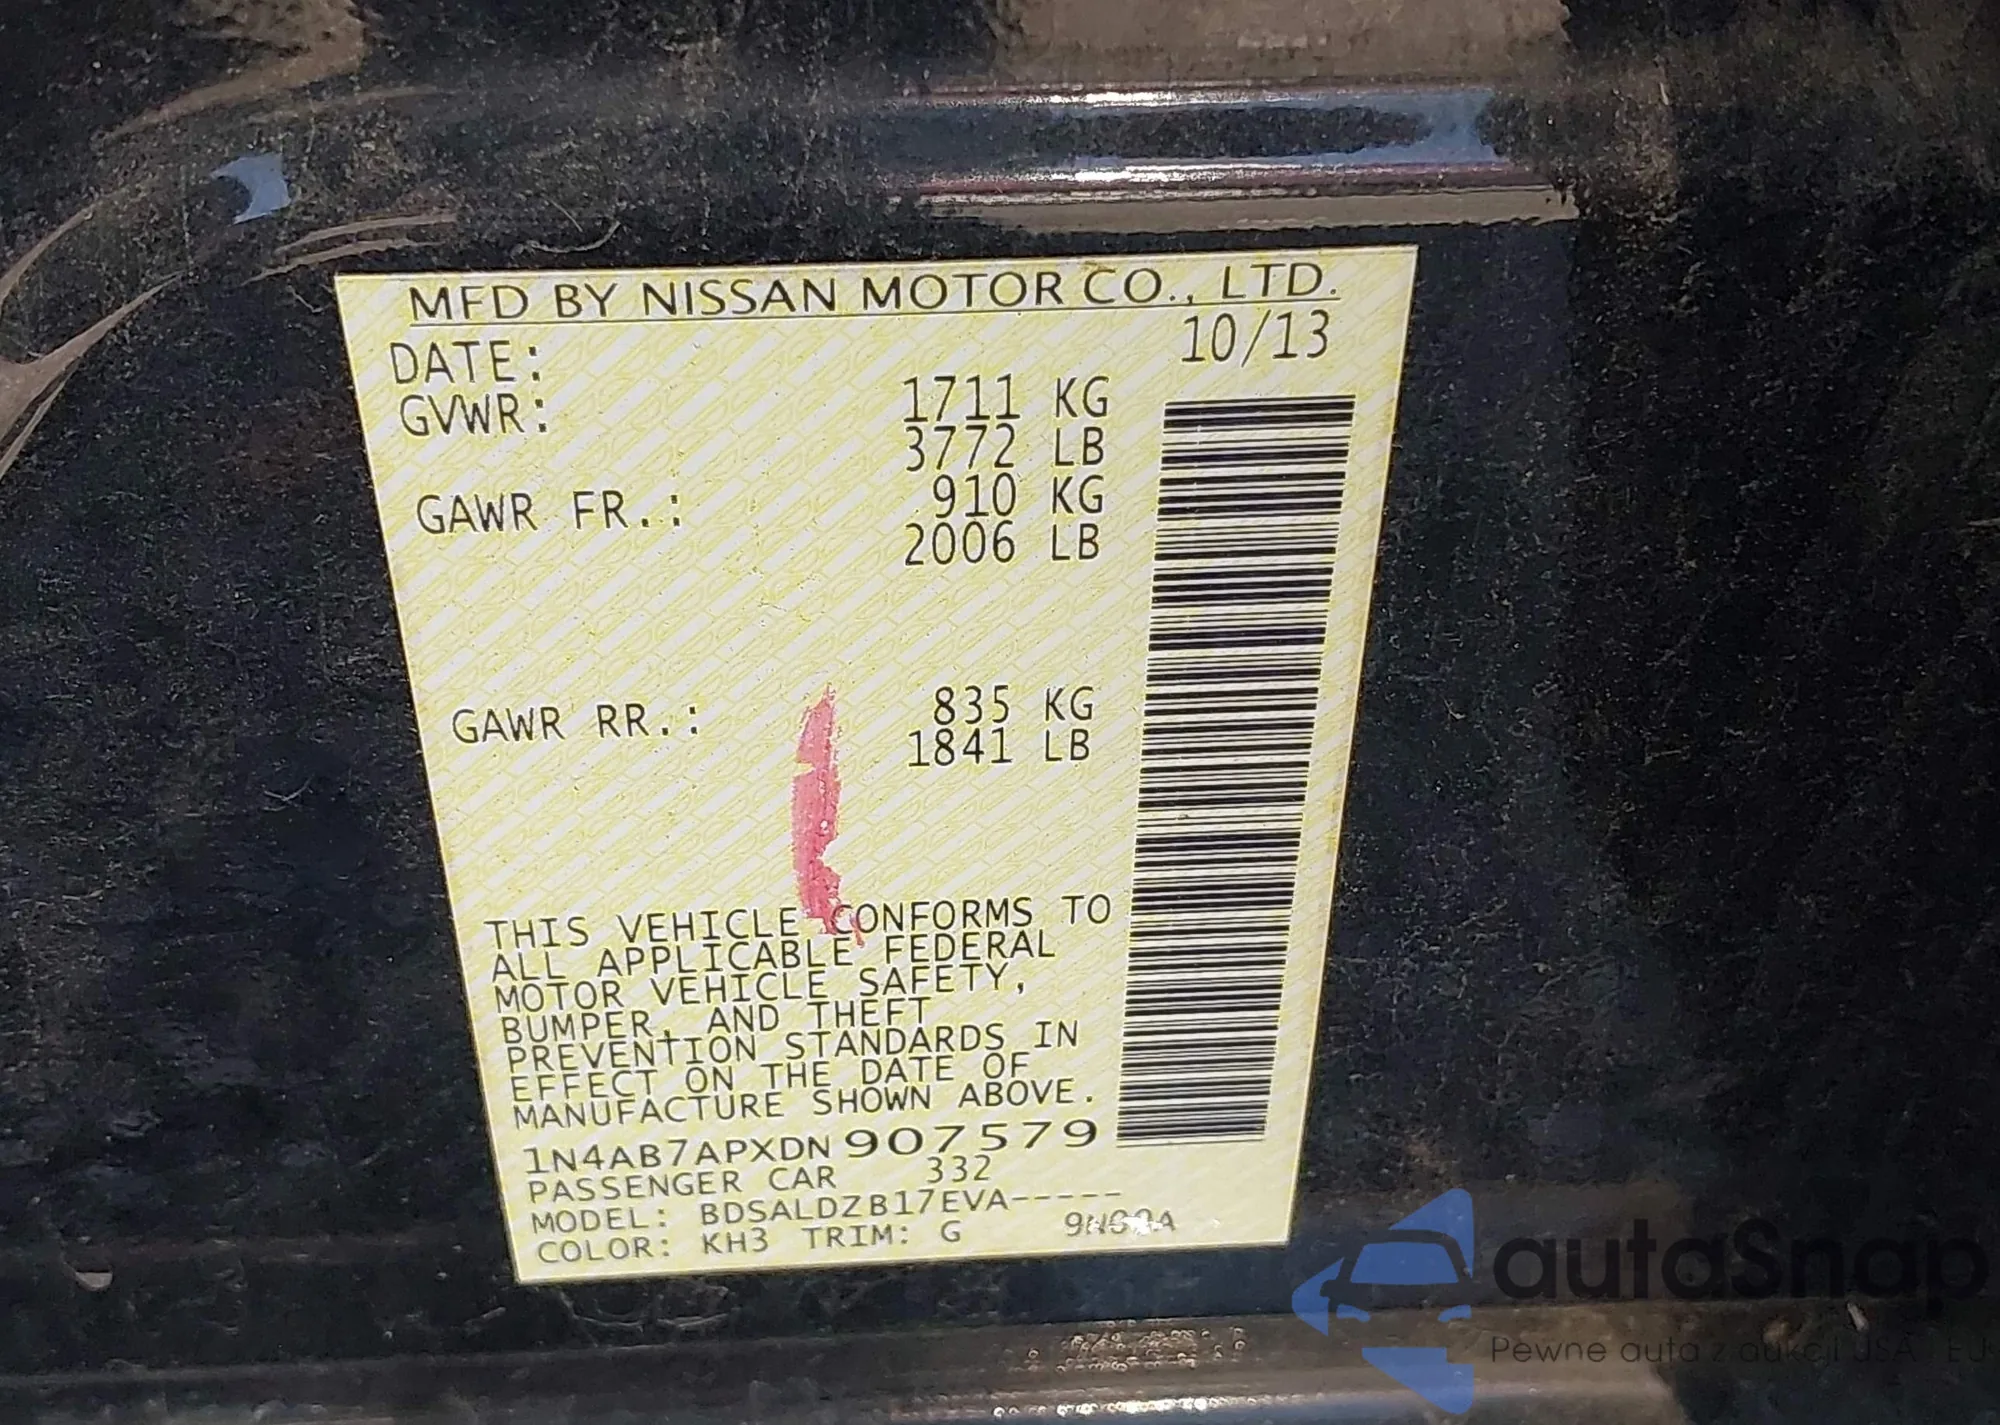 MFD BY NISSAN MOTOR CO., LTD.
DATE: 10/13
GVWR: 1711 KG
3772 LB
GAWR FR.: 910 KG
2006 LB
GAWR RR.: 835 KG
1841 LB
THIS VEHICLE CONFORMS TO
ALL APPLICABLE FEDERAL
MOTOR VEHICLE SAFETY,
BUMPER, AND THEFT
PREVENTION STANDARDS IN
EFFECT ON THE DATE OF
MANUFACTURE SHOWN ABOVE.
1N4AB7APXDN907579
PASSENGER CAR 332
MODEL: BDSALDZB17EVA-----
COLOR: KH3 TRIM: G
autaSnap
Pewne auta z aukcji USA i EU